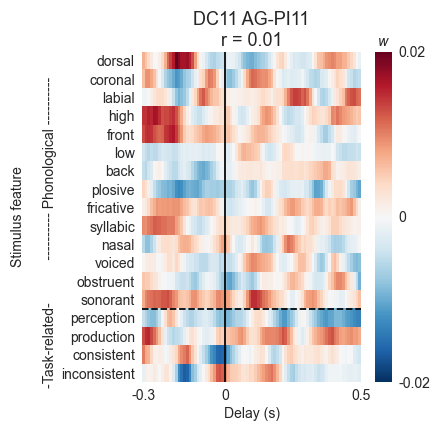 DC11 AG-PI11
r = 0.01
w
dorsal
coronal
labial
high
front
low
back
plosive
fricative
syllabic
nasal
voiced
obstruent
sonorant
perception
production
consistent
inconsistent
Stimulus feature
---------- Phonological ----------
-Task-related-
0.02
0
-0.02
-0.3 0 0.5
Delay (s)